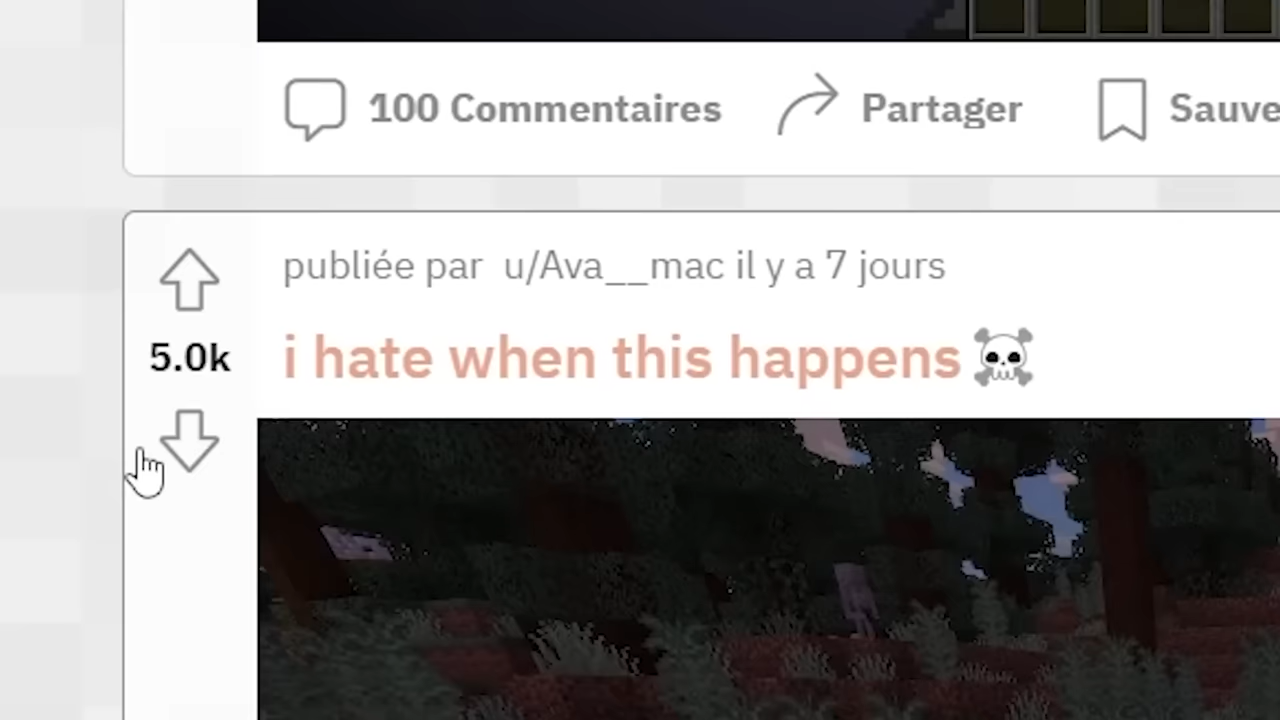 100 Commentaires Partager Sauve
publiée par u/Ava__mac il y a 7 jours
5.0k
i hate when this happens ☠